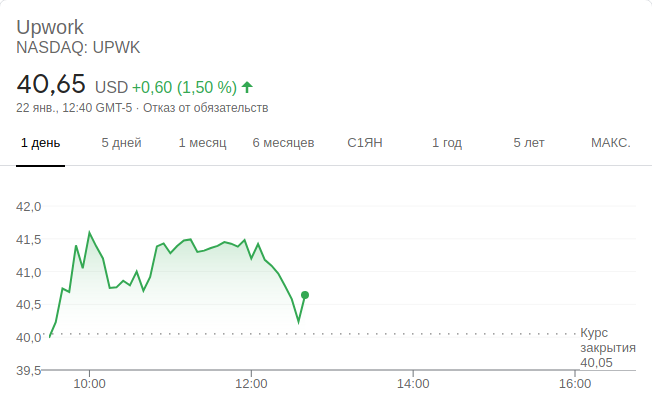 Upwork
NASDAQ: UPWK
40,65 USD +0,60 (1,50 %)
22 янв., 12:40 GMT-5 · Отказ от обязательств
1 день 5 дней 1 месяц 6 месяцев С1ЯН 1 год 5 лет МАКС.
42,0
41,5
41,0
40,5
40,0
39,5
Курс
закрытия
40,05
10:00 12:00 14:00 16:00